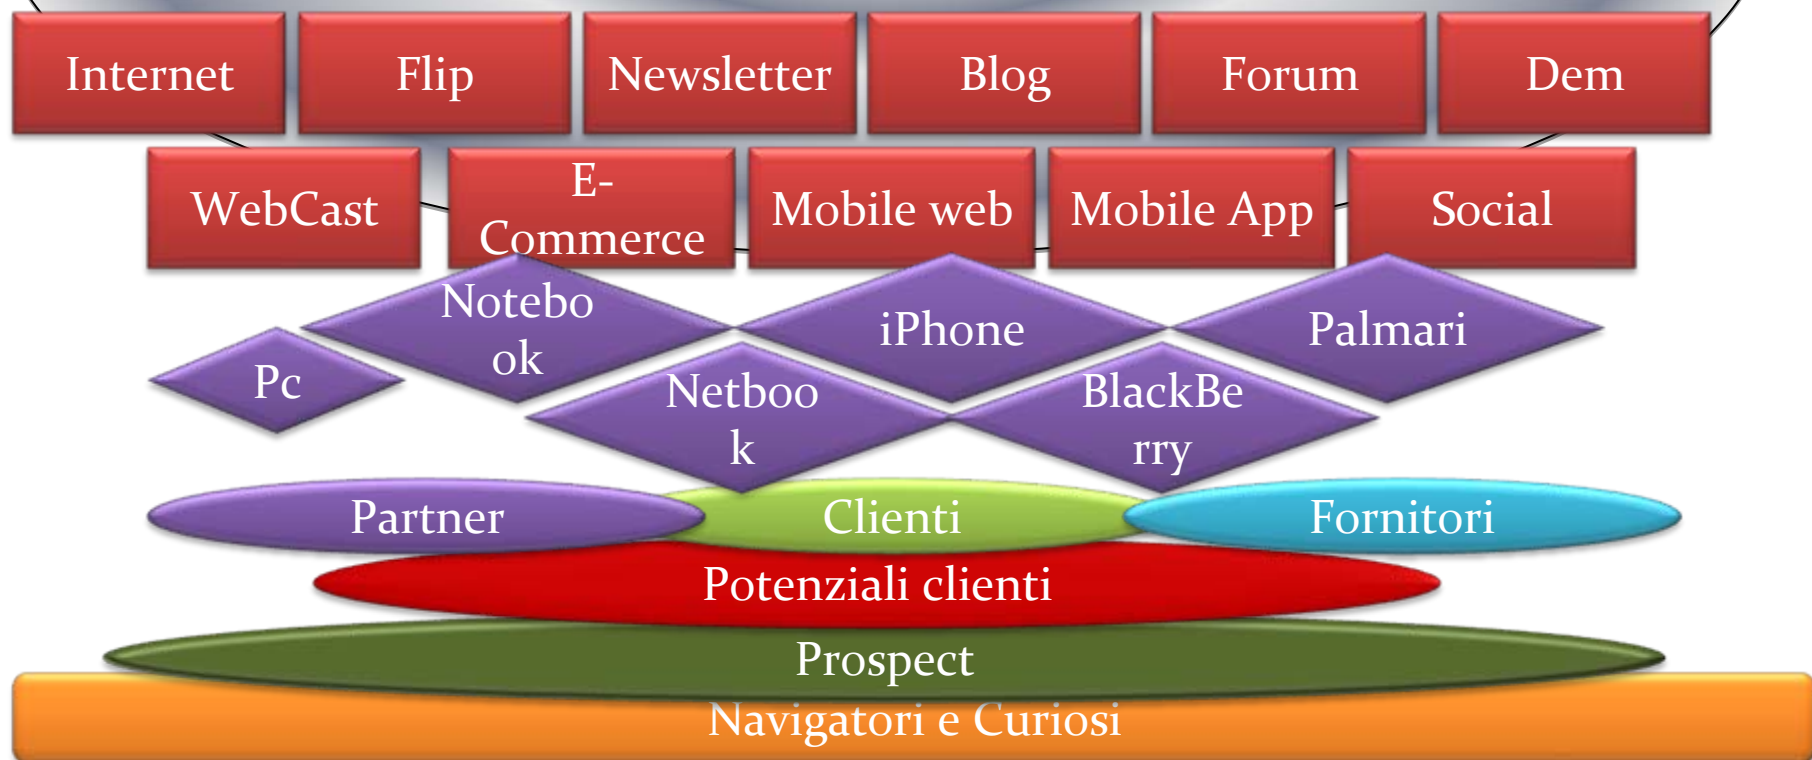 Internet
Flip
Newsletter
Blog
Forum
Dem
WebCast
E-
Commerce
Mobile web
Mobile App
Social
Notebo
ok
iPhone
Palmari
Pc
Netboo
k
BlackBe
rry
Partner
Clienti
Fornitori
Potenziali clienti
Prospect
Navigatori e Curiosi